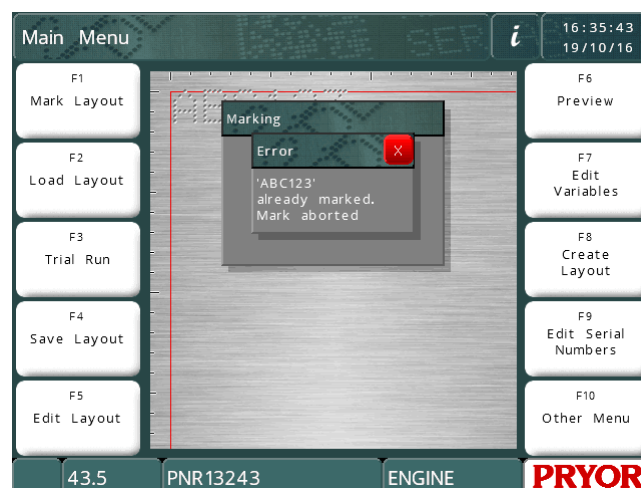 Main Menu
i
16:35:43
19/10/16
F1
Mark Layout
F2
Load Layout
F3
Trial Run
F4
Save Layout
F5
Edit Layout
ABC123
Marking
Error
X
'ABC123'
already marked.
Mark aborted
F6
Preview
F7
Edit
Variables
F8
Create
Layout
F9
Edit Serial
Numbers
F10
Other Menu
43.5
PNR13243
ENGINE
PRYOR